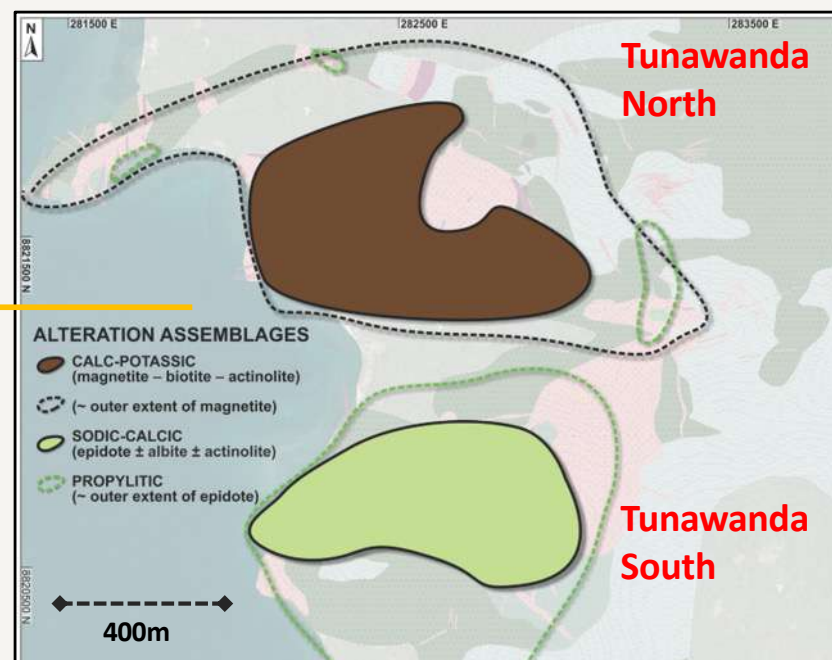 N
281500 E
282500 E
283500 E
Tunawanda
North
8821500 N
ALTERATION ASSEMBLAGES
CALC-POTASSIC
(magnetite – biotite – actinolite)
(~ outer extent of magnetite)
SODIC-CALCIC
(epidote ± albite ± actinolite)
PROPYLITIC
(~ outer extent of epidote)
Tunawanda
South
8820500 N
400m